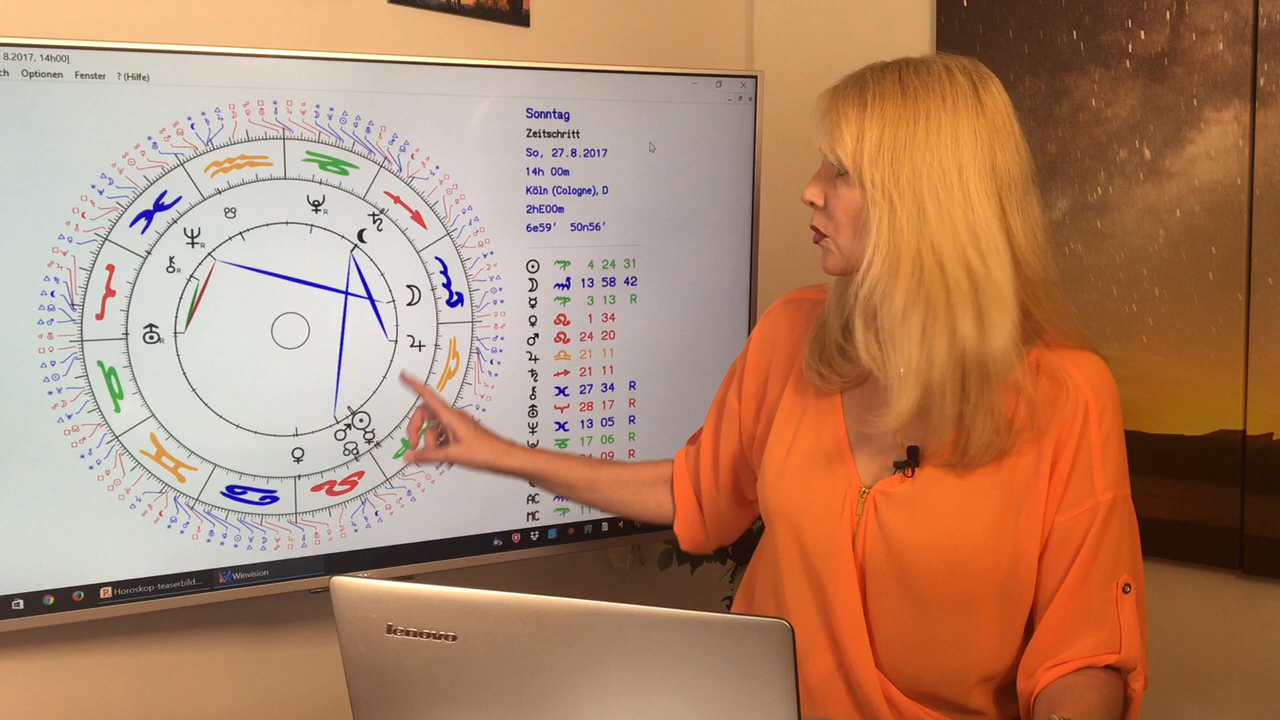 8.2017, 14h00]
ch Optionen Fenster ? (Hilfe)
Sonntag
Zeitschritt
So, 27.8.2017
14h 00m
Köln (Cologne), D
2hE00m
6e59' 50n56'
☉ ♍ 4 24 31
☽ ♏ 13 58 42
☿ ♍ 3 13 R
♀ ♌ 1 34
♂ ♌ 24 20
♃ ♎ 21 11
♄ ♐ 21 11
⚷ ♓ 27 34 R
♅ ♈ 28 17 R
♆ ♓ 13 05 R
♑ 17 06 R
09 R
AC
MC
Horoskop-teaserbild...
Winvision
lenovo